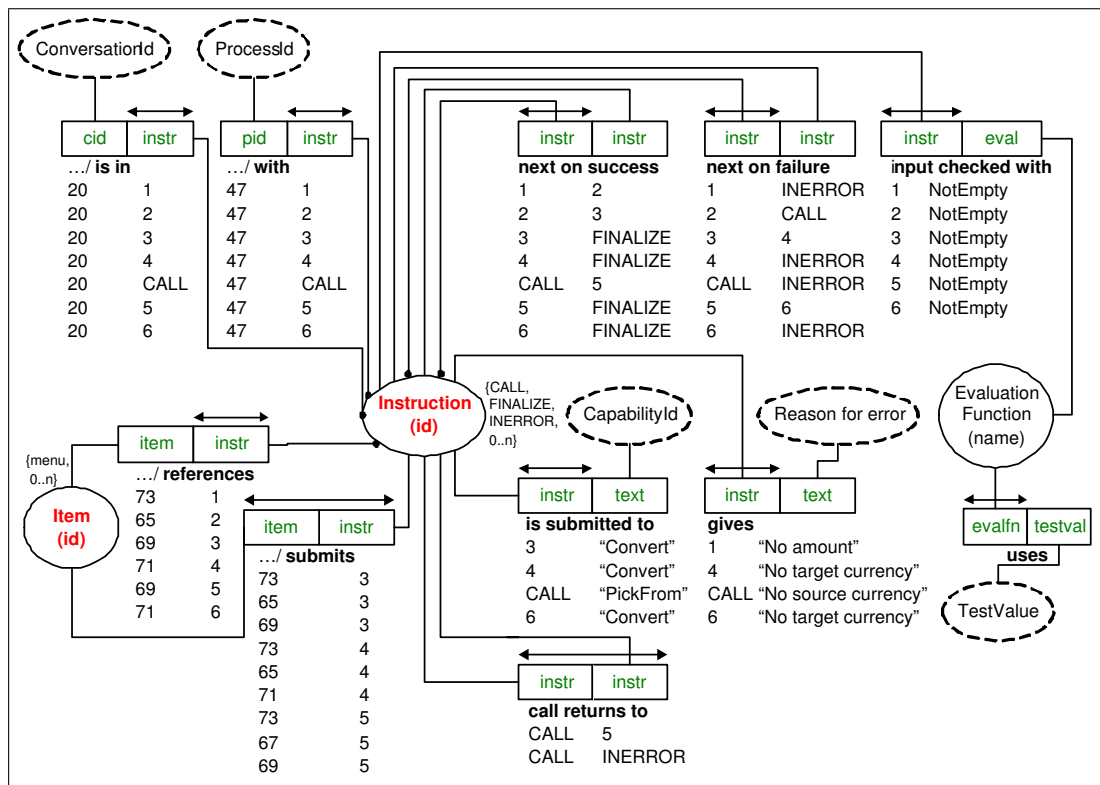 ConversationId
ProcessId
cid instr
…/ is in
20 1
20 2
20 3
20 4
20 CALL
20 5
20 6
pid instr
…/ with
47 1
47 2
47 3
47 4
47 CALL
47 5
47 6
instr instr
next on success
1 2
2 3
3 FINALIZE
4 FINALIZE
CALL 5
5 FINALIZE
6 FINALIZE
instr instr
next on failure
1 INERROR
2 CALL
3 4
4 INERROR
CALL INERROR
5 6
6 INERROR
instr eval
input checked with
1 NotEmpty
2 NotEmpty
3 NotEmpty
4 NotEmpty
5 NotEmpty
6 NotEmpty
Instruction
(id)
{CALL,
FINALIZE,
INERROR,
0..n}
CapabilityId
Reason for error
Evaluation
Function
(name)
{menu,
0..n}
Item
(id)
item instr
…/ references
73 1
65 2
69 3
71 4
69 5
71 6
item instr
…/ submits
73 3
65 3
69 3
73 4
65 4
71 4
73 5
67 5
69 5
instr text
is submitted to
3 “Convert”
4 “Convert”
CALL “PickFrom”
6 “Convert”
instr text
gives
1 “No amount”
4 “No target currency”
CALL “No source currency”
6 “No target currency”
evalfn testval
uses
TestValue
instr instr
call returns to
CALL 5
CALL INERROR